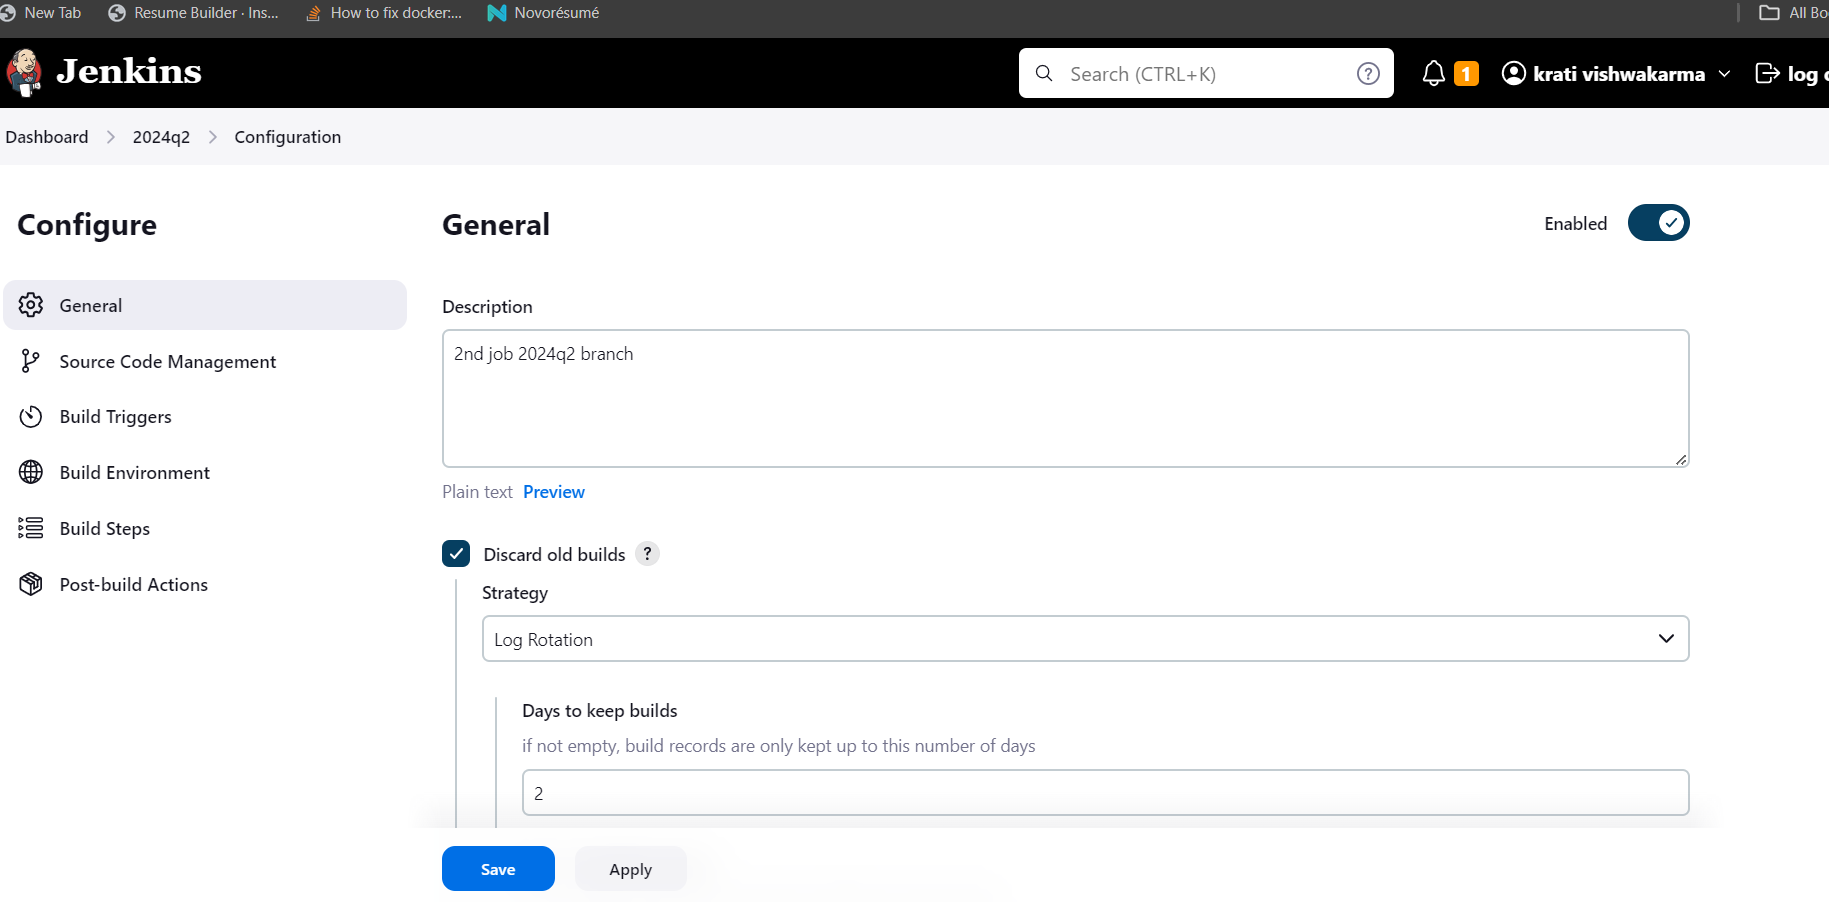 New Tab Resume Builder · Ins... How to fix docker:... Novorésumé All Bo
Jenkins Search (CTRL+K) ? 1 krati vishwakarma log
Dashboard 2024q2 Configuration
Configure
General
Source Code Management
Build Triggers
Build Environment
Build Steps
Post-build Actions
General Enabled
Description
2nd job 2024q2 branch
Plain text Preview
Discard old builds ?
Strategy
Log Rotation
Days to keep builds
if not empty, build records are only kept up to this number of days
2
Save Apply